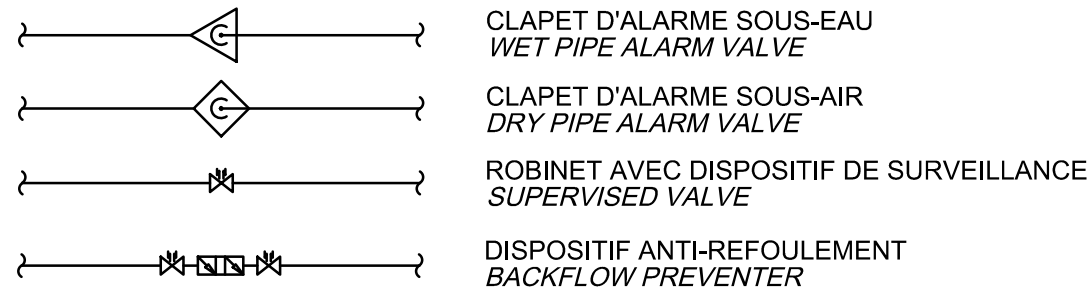 CLAPET D'ALARME SOUS-EAU
WET PIPE ALARM VALVE
CLAPET D'ALARME SOUS-AIR
DRY PIPE ALARM VALVE
ROBINET AVEC DISPOSITIF DE SURVEILLANCE
SUPERVISED VALVE
DISPOSITIF ANTI-REFOULEMENT
BACKFLOW PREVENTER